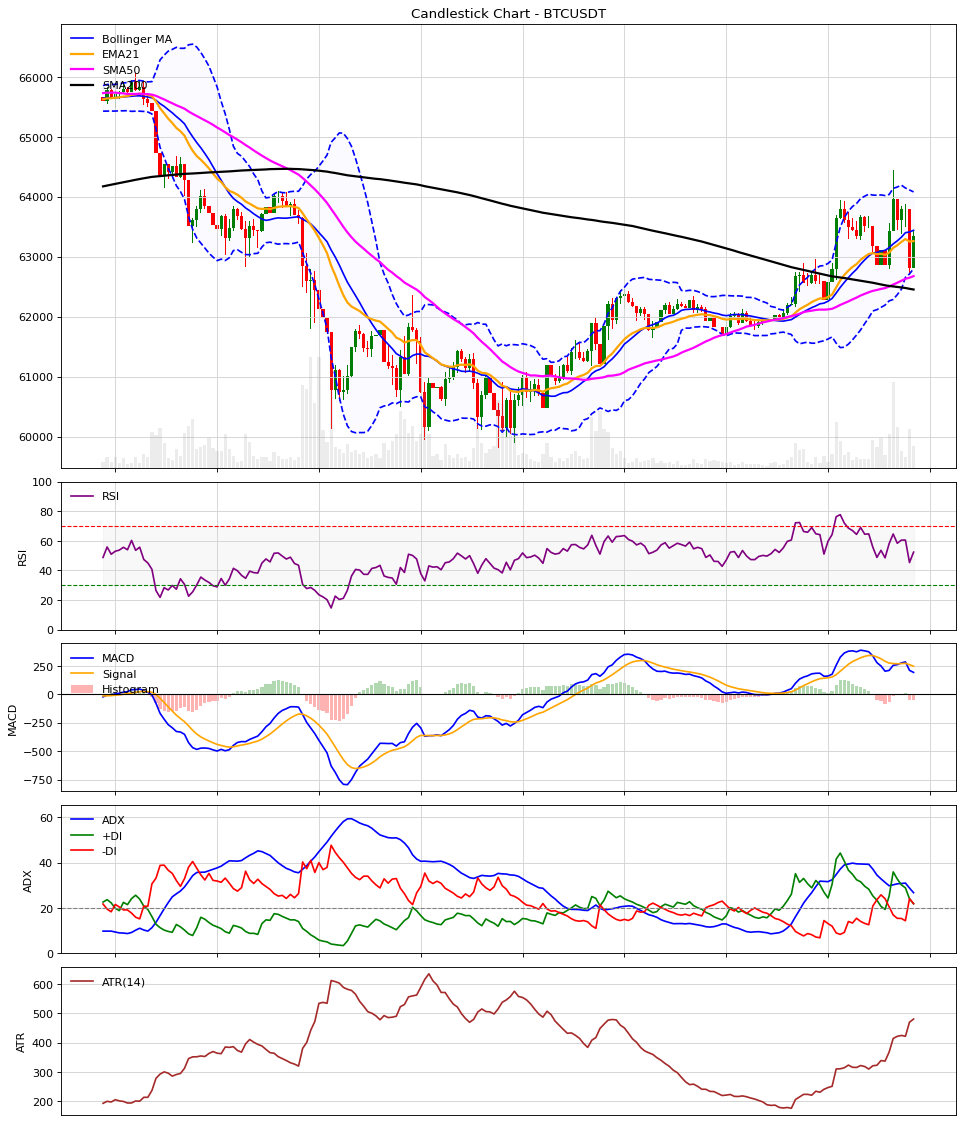 Candlestick Chart - BTCUSDT
Bollinger MA
EMA21
SMA50
66000
65000
64000
63000
62000
61000
60000
RSI
100
80
60
40
20
0
RSI
MACD
Signal
Histogram
250
0
−250
−500
−750
MACD
ADX
+DI
-DI
60
40
20
0
ADX
ATR(14)
600
500
400
300
200
ATR